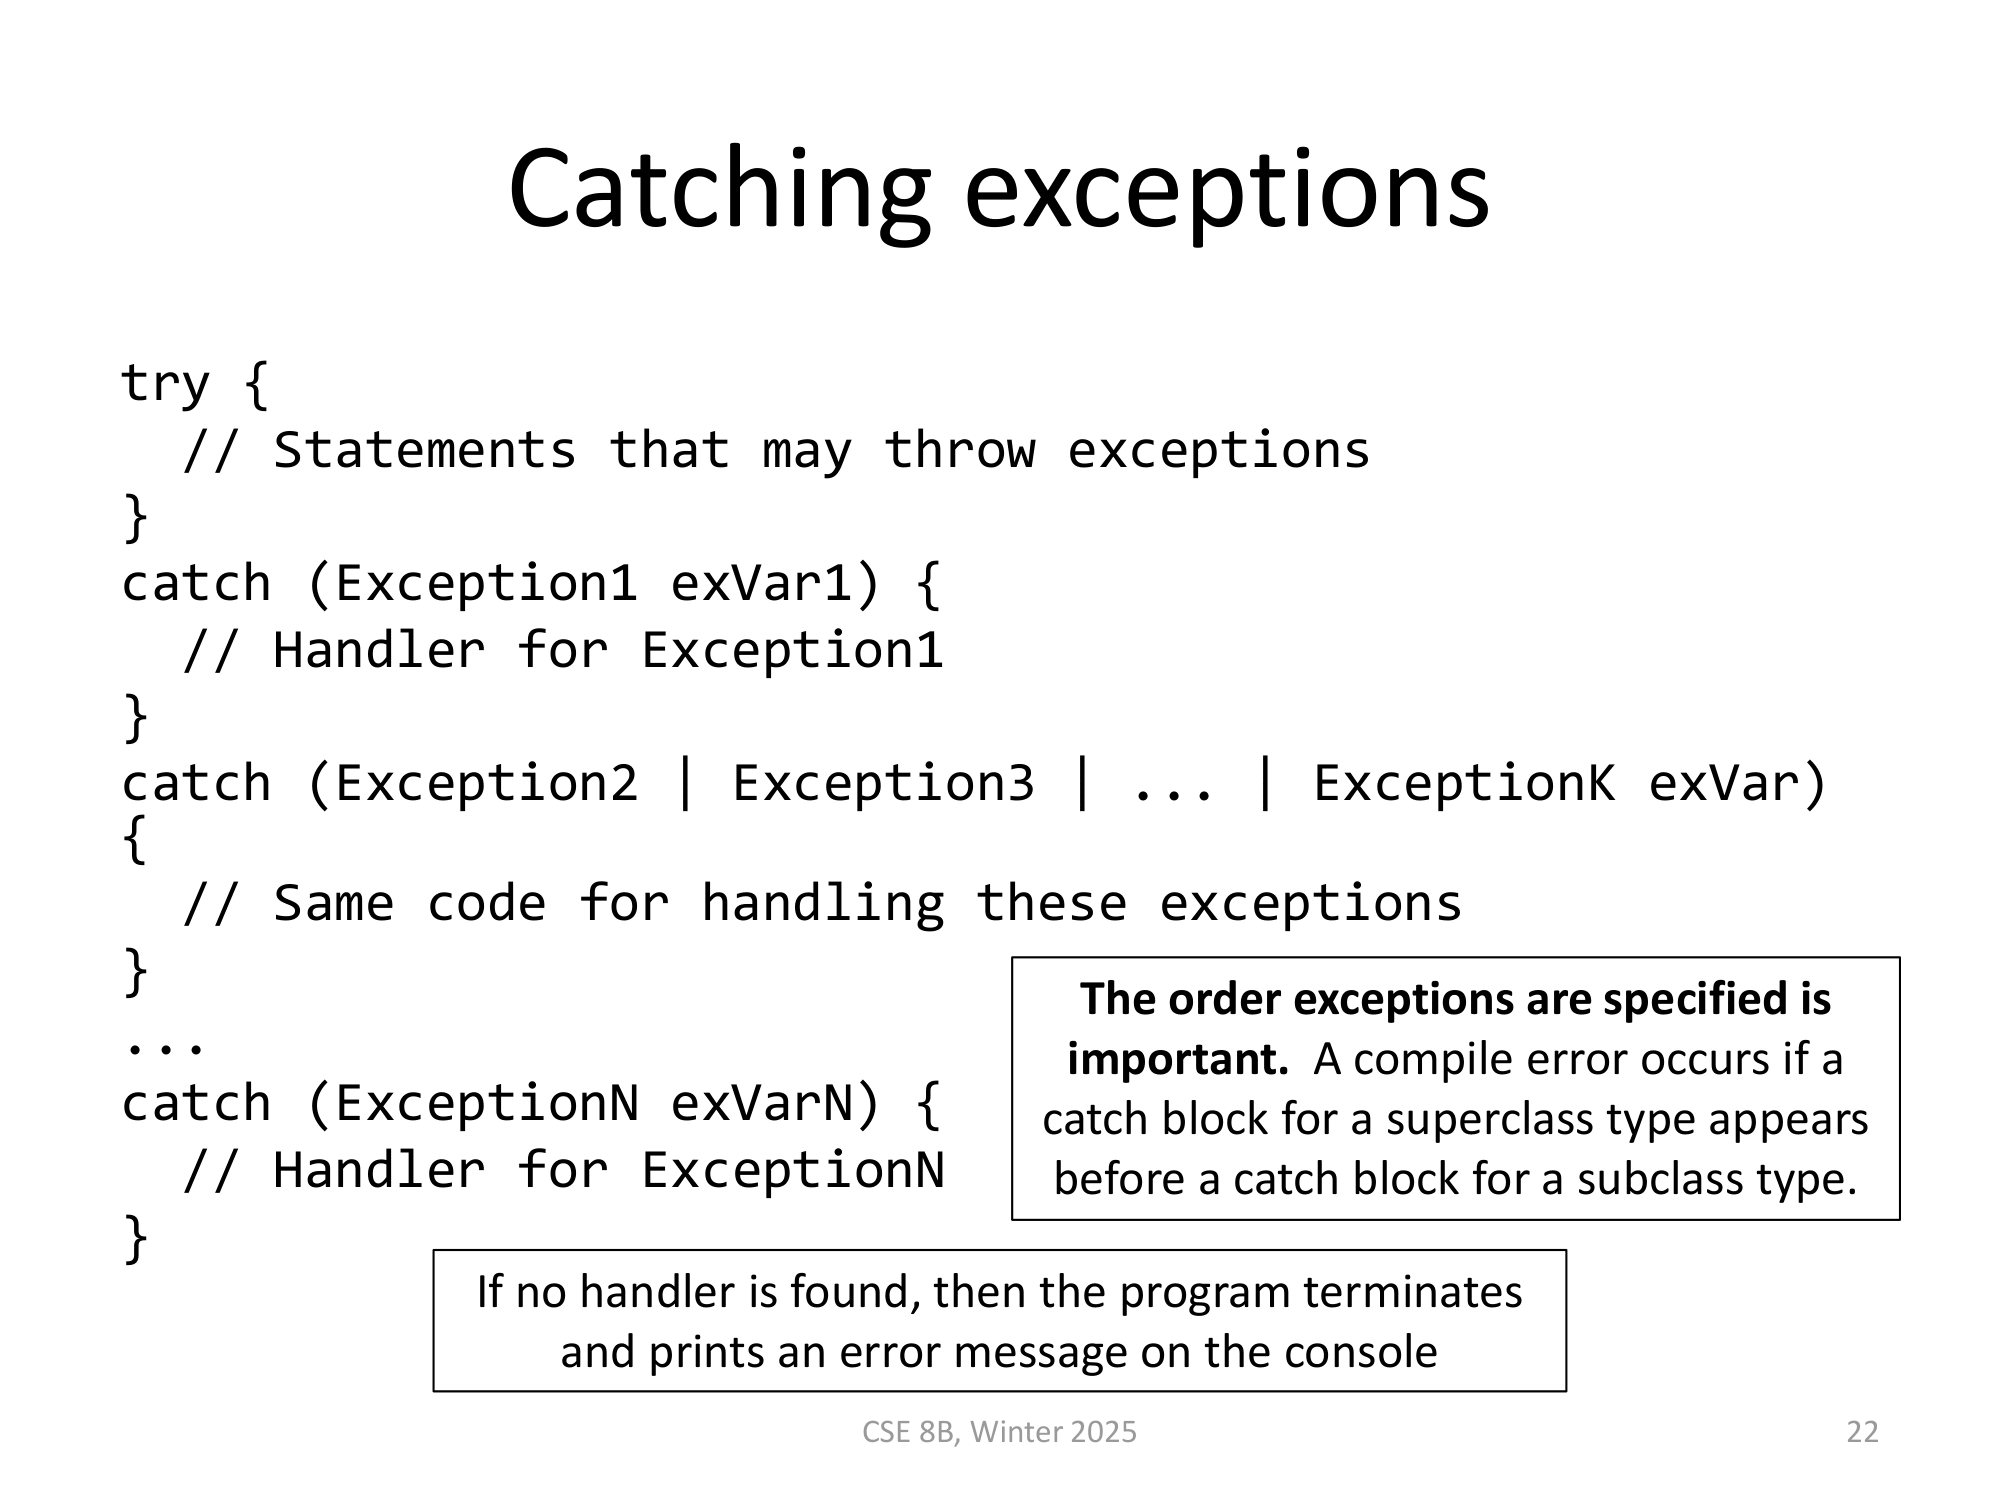 Catching exceptions
try {
  // Statements that may throw exceptions
}
catch (Exception1 exVar1) {
  // Handler for Exception1
}
catch (Exception2 | Exception3 | ... | ExceptionK exVar)
{
  // Same code for handling these exceptions
}
...
catch (ExceptionN exVarN) {
  // Handler for ExceptionN
}
The order exceptions are specified is
important.  A compile error occurs if a
catch block for a superclass type appears
before a catch block for a subclass type.
If no handler is found, then the program terminates
and prints an error message on the console
CSE 8B, Winter 2025
22